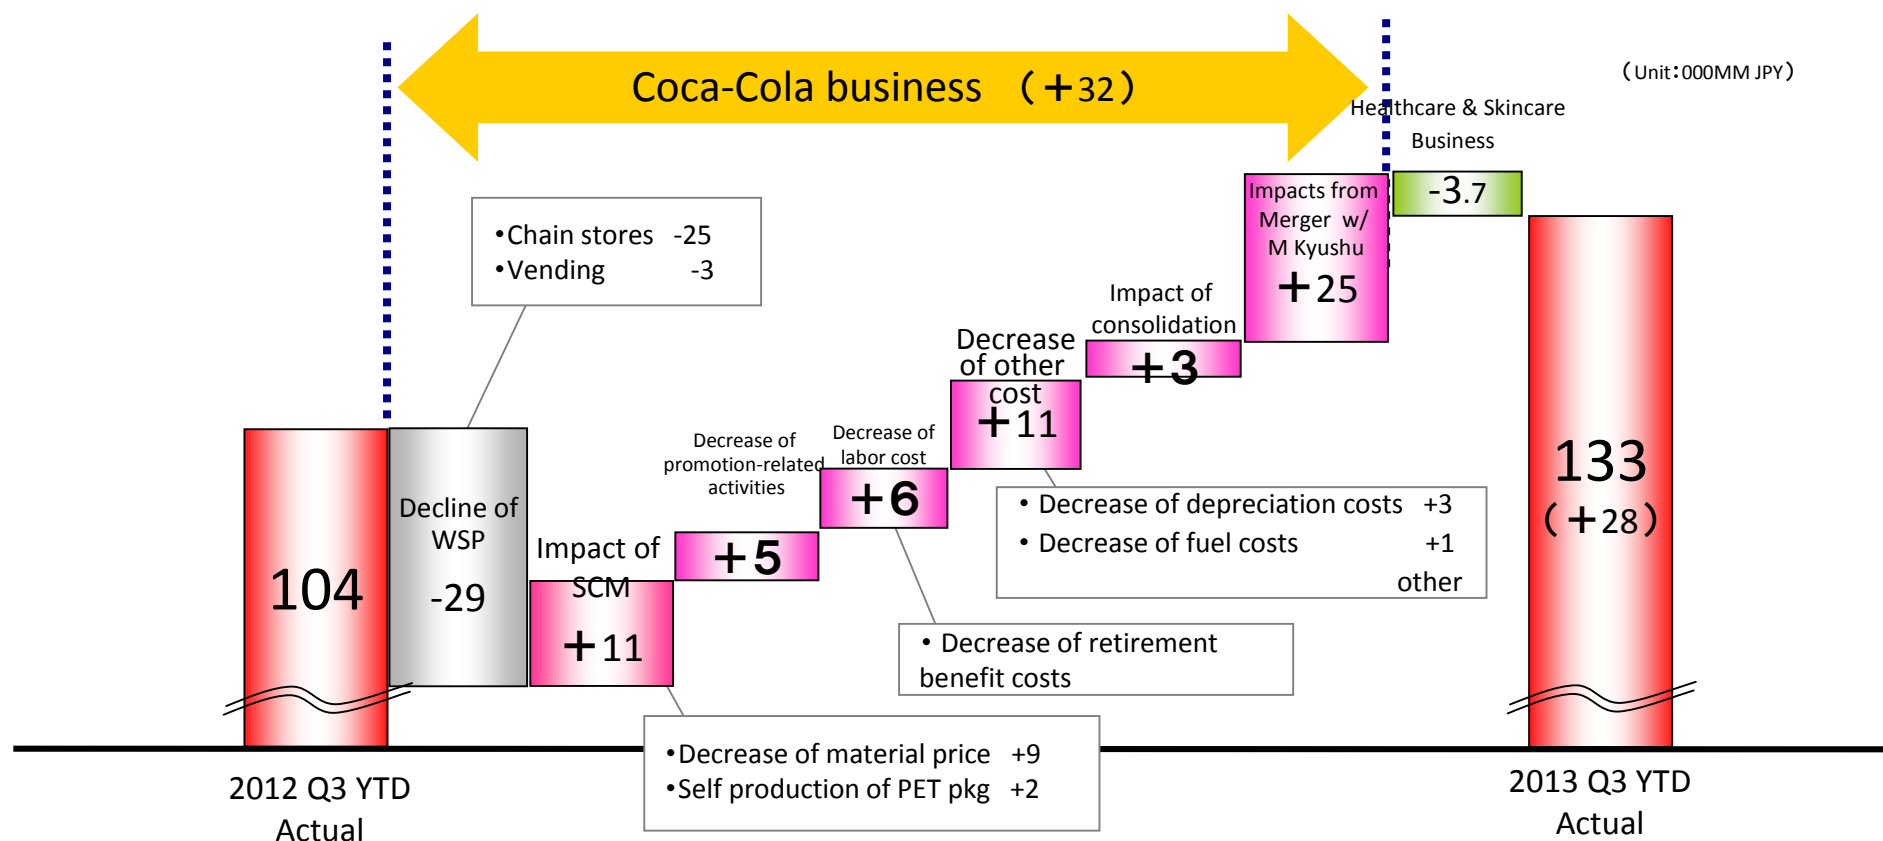 Coca-Cola business （＋32）
（Unit：000MM JPY）
Healthcare & Skincare
Business
-3.7
Impacts from
Merger w/
M Kyushu
＋25
•Chain stores -25
•Vending -3
Impact of
consolidation
＋3
Decrease
of other
cost
＋11
Decrease of
labor cost
＋6
Decrease of
promotion-related
activities
＋5
Decline of
WSP
-29
Impact of
SCM
＋11
104
133
（＋28）
• Decrease of depreciation costs +3
• Decrease of fuel costs +1
other
• Decrease of retirement
benefit costs
•Decrease of material price +9
•Self production of PET pkg +2
2012 Q3 YTD
Actual
2013 Q3 YTD
Actual